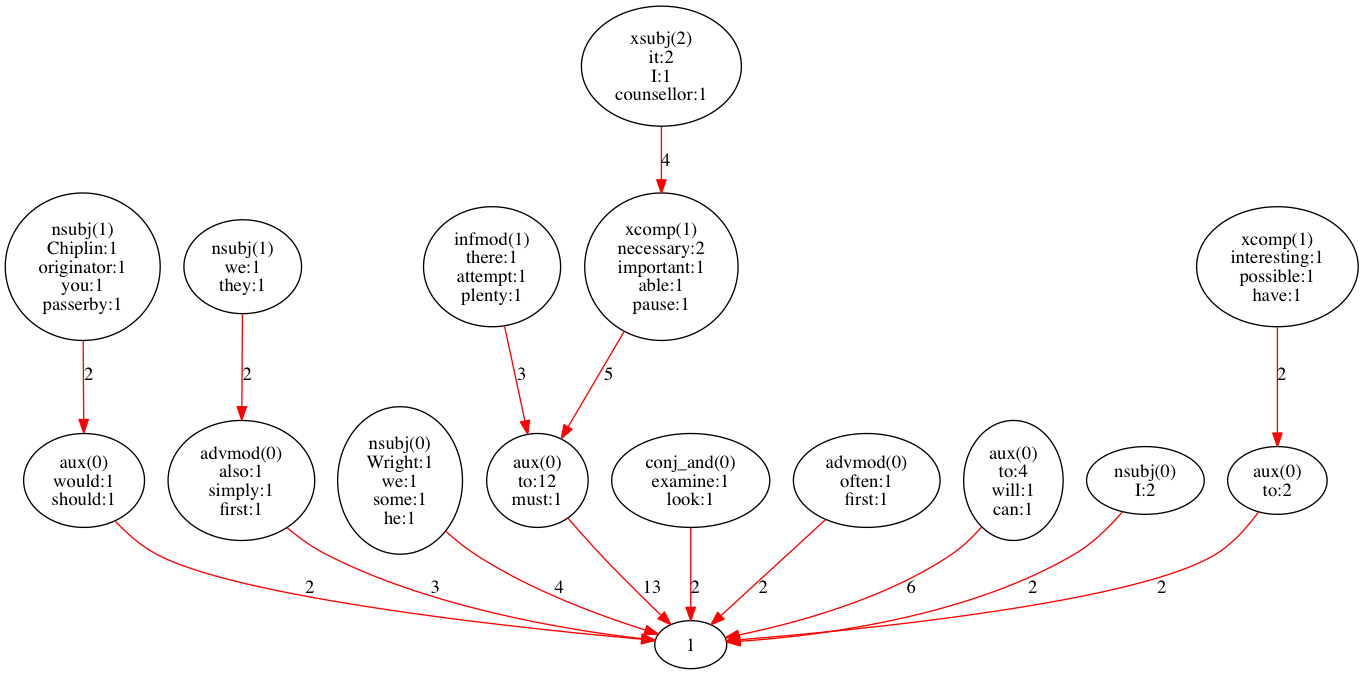 xsubj(2)
it:2
I:1
counsellor:1
4
nsubj(1)
Chiplin:1
originator:1
you:1
passerby:1
nsubj(1)
we:1
they:1
infmod(1)
there:1
attempt:1
plenty:1
xcomp(1)
necessary:2
important:1
able:1
pause:1
xcomp(1)
interesting:1
possible:1
have:1
2
2
3
5
2
aux(0)
would:1
should:1
advmod(0)
also:1
simply:1
first:1
nsubj(0)
Wright:1
we:1
some:1
he:1
aux(0)
to:12
must:1
conj_and(0)
examine:1
look:1
advmod(0)
often:1
first:1
aux(0)
to:4
will:1
can:1
nsubj(0)
I:2
aux(0)
to:2
2
3
4
13
2
2
6
2
2
1